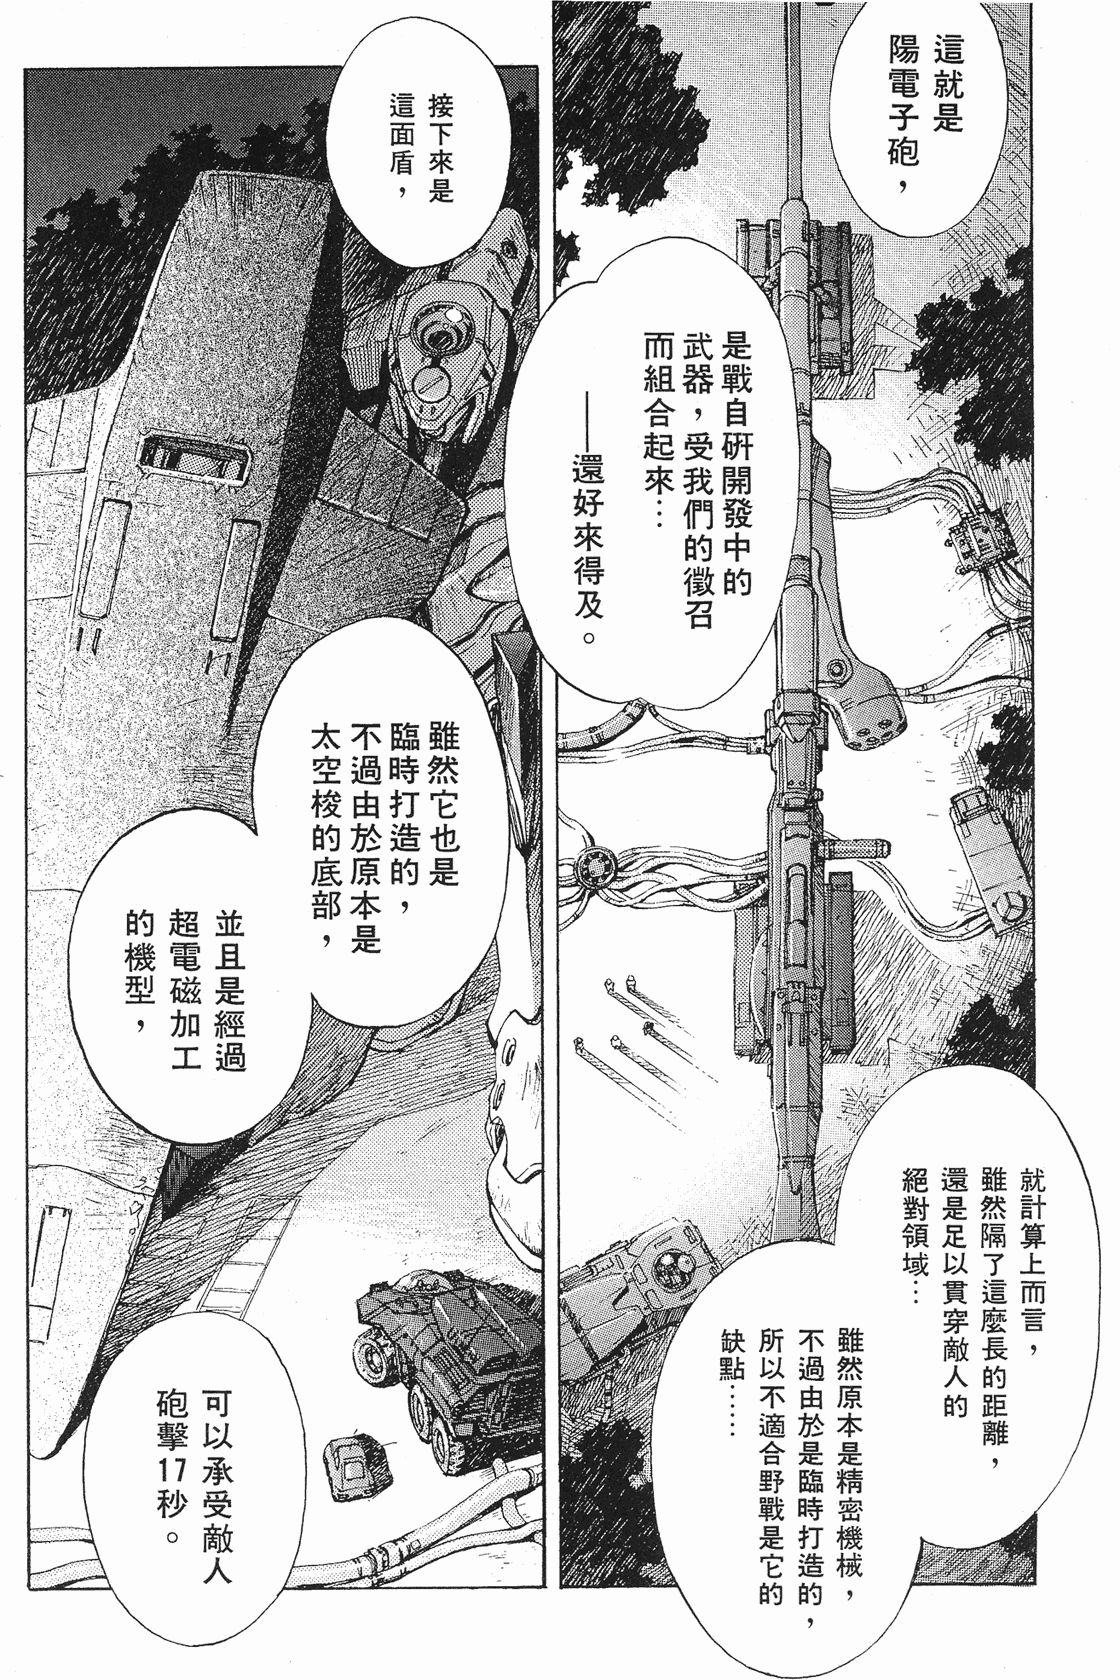 這就是
陽電子砲，
是戰自研開發中的
武器，受我們的徵召
而組合起來…
——還好來得及。
就計算上而言，
雖然隔了這麼長的距離，
還是足以貫穿敵人的
絕對領域…
雖然原本是精密機械，
不過由於是臨時打造的，
所以不適合野戰是它的
缺點……
接下來是
這面盾，
雖然它也是
臨時打造的，
不過由於原本是
太空梭的底部，
並且是經過
超電磁加工
的機型，
可以承受敵人
砲擊17秒。